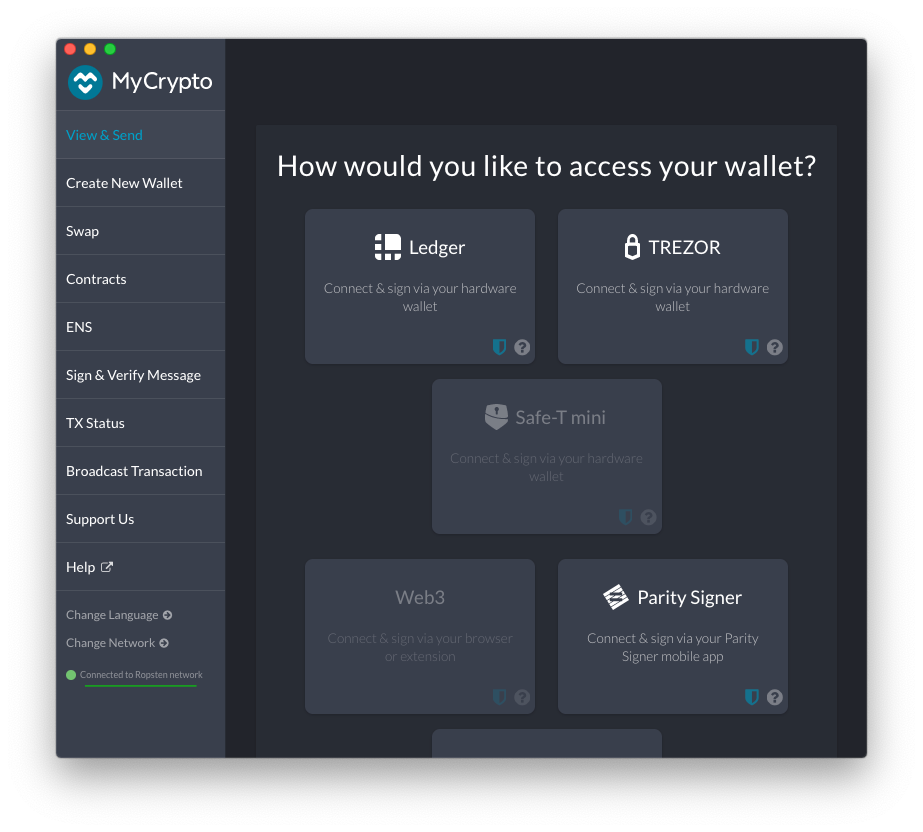 MyCrypto
View & Send
Create New Wallet
Swap
Contracts
ENS
Sign & Verify Message
TX Status
Broadcast Transaction
Support Us
Help
Change Language
Change Network
Connected to Ropsten network
How would you like to access your wallet?
Ledger
Connect & sign via your hardware
wallet
?
TREZOR
Connect & sign via your hardware
wallet
?
Safe-T mini
Connect & sign via your hardware
wallet
?
Web3
Connect & sign via your browser
or extension
?
Parity Signer
Connect & sign via your Parity
Signer mobile app
?